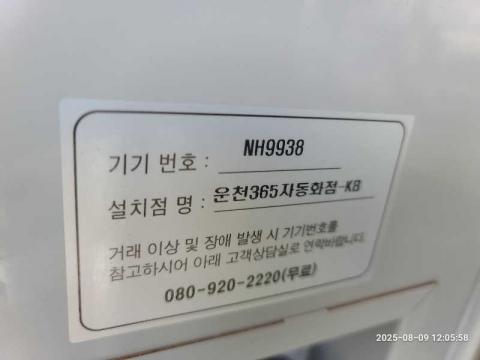 기기 번호 : NH9938
설치점 명 : 운천365자동화점-KB
거래 이상 및 장애 발생 시 기기번호를
참고하시어 아래 고객상담실로 연락바랍니다.
080-920-2220(무료)
2025-08-09 12:05:58